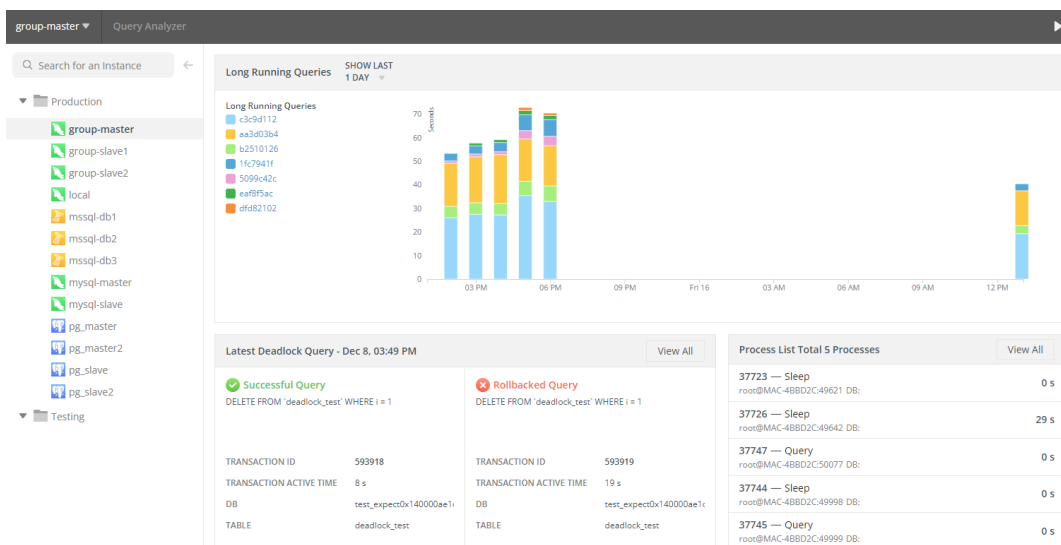 group-master Query Analyzer
Search for an Instance
Production
group-master
group-slave1
group-slave2
local
mssql-db1
mssql-db2
mssql-db3
mysql-master
mysql-slave
pg_master
pg_master2
pg_slave
pg_slave2
Testing
Long Running Queries SHOW LAST
1 DAY
Long Running Queries
c3c9d112
aa3d03b4
b2510126
1fc7941f
5099c42c
eaf8f5ac
dfd82102
Seconds
70
60
50
40
30
20
10
0
03 PM 06 PM 09 PM Fri 16 03 AM 06 AM 09 AM 12 PM
Latest Deadlock Query - Dec 8, 03:49 PM View All
Successful Query
DELETE FROM `deadlock_test` WHERE i = 1
TRANSACTION ID 593918
TRANSACTION ACTIVE TIME 8 s
DB test_expect0x140000ae1
TABLE deadlock_test
Rollbacked Query
DELETE FROM `deadlock_test` WHERE i = 1
TRANSACTION ID 593919
TRANSACTION ACTIVE TIME 19 s
DB test_expect0x140000ae1
TABLE deadlock_test
Process List Total 5 Processes View All
37723 — Sleep
root@MAC-4BBD2C:49621 DB:
0 s
37726 — Sleep
root@MAC-4BBD2C:49642 DB:
29 s
37747 — Query
root@MAC-4BBD2C:50077 DB:
0 s
37744 — Sleep
root@MAC-4BBD2C:49998 DB:
0 s
37745 — Query
root@MAC-4BBD2C:49999 DB:
0 s